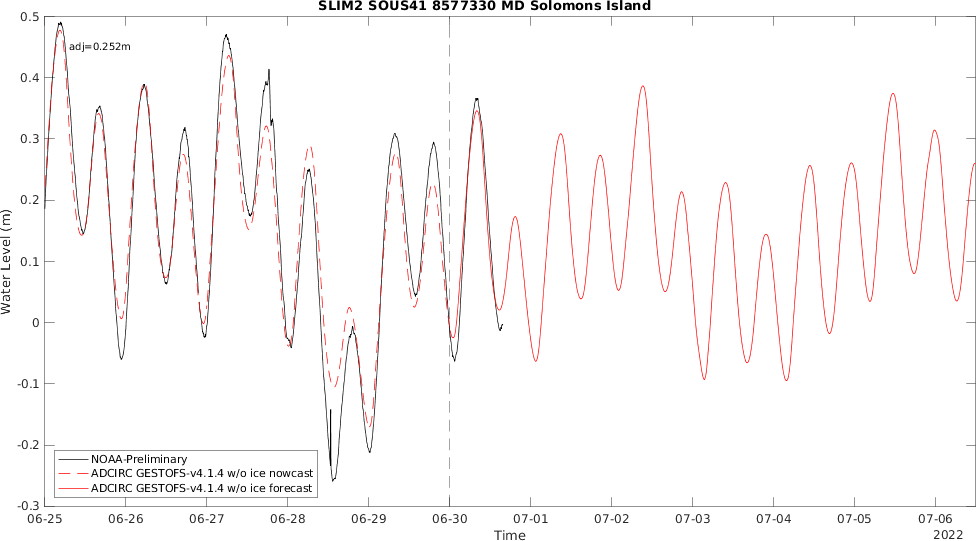 SLIM2 SOUS41 8577330 MD Solomons Island
adj=0.252m
Water Level (m)
0.5
0.4
0.3
0.2
0.1
0
-0.1
-0.2
-0.3
NOAA-Preliminary
ADCIRC GESTOFS-v4.1.4 w/o ice nowcast
ADCIRC GESTOFS-v4.1.4 w/o ice forecast
06-25 06-26 06-27 06-28 06-29 06-30 07-01 07-02 07-03 07-04 07-05 07-06
Time
2022